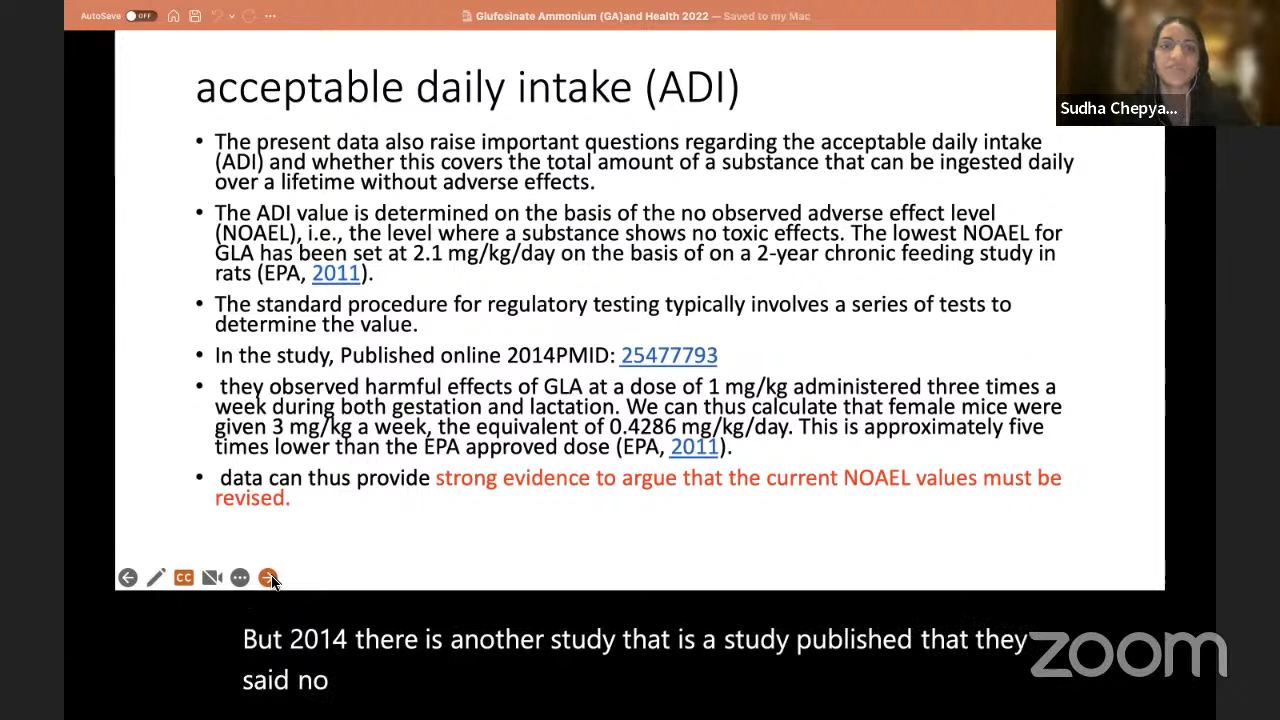 AutoSave OFF
Glufosinate Ammonium (GA)and Health 2022 — Saved to my Mac
Sudha Chepya...
acceptable daily intake (ADI)
• The present data also raise important questions regarding the acceptable daily intake
(ADI) and whether this covers the total amount of a substance that can be ingested daily
over a lifetime without adverse effects.
• The ADI value is determined on the basis of the no observed adverse effect level
(NOAEL), i.e., the level where a substance shows no toxic effects. The lowest NOAEL for
GLA has been set at 2.1 mg/kg/day on the basis of on a 2-year chronic feeding study in
rats (EPA, 2011).
• The standard procedure for regulatory testing typically involves a series of tests to
determine the value.
• In the study, Published online 2014PMID: 25477793
• they observed harmful effects of GLA at a dose of 1 mg/kg administered three times a
week during both gestation and lactation. We can thus calculate that female mice were
given 3 mg/kg a week, the equivalent of 0.4286 mg/kg/day. This is approximately five
times lower than the EPA approved dose (EPA, 2011).
• data can thus provide strong evidence to argue that the current NOAEL values must be
revised.
CC
But 2014 there is another study that is a study published that they
said no
zoom